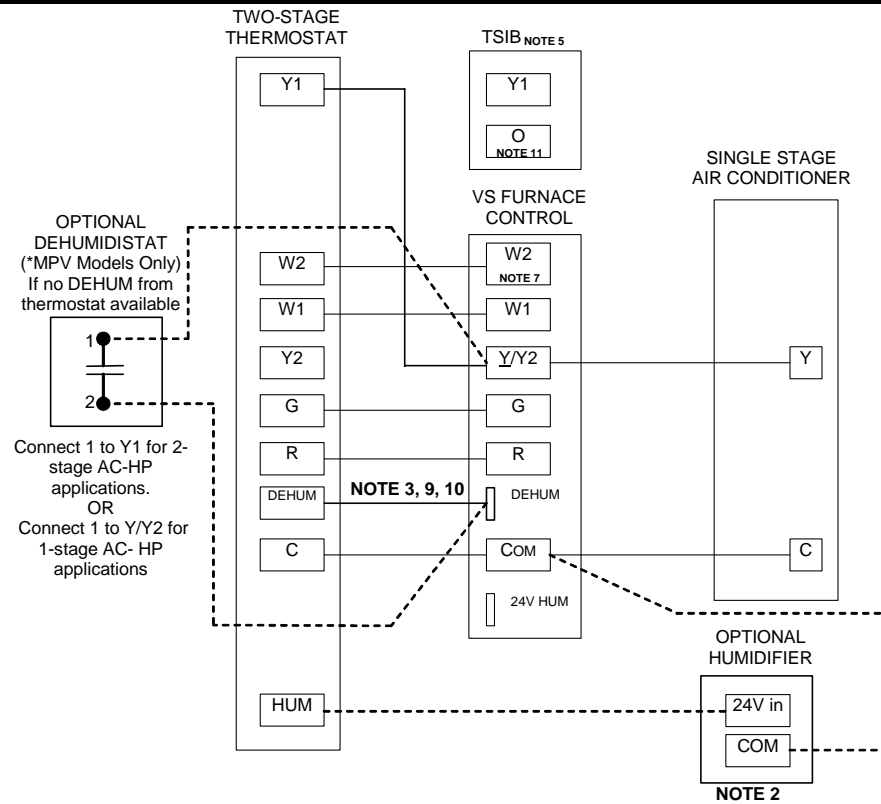 TWO-STAGE
THERMOSTAT
Y1
W2
W1
Y2
G
R
DEHUM
C
HUM
TSIB NOTE 5
Y1
O
NOTE 11
VS FURNACE
CONTROL
W2
NOTE 7
W1
Y/Y2
G
R
NOTE 3, 9, 10
DEHUM
COM
24V HUM
SINGLE STAGE
AIR CONDITIONER
Y
C
OPTIONAL
DEHUMIDISTAT
(*MPV Models Only)
If no DEHUM from
thermostat available
1
2
Connect 1 to Y1 for 2-
stage AC-HP
applications.
OR
Connect 1 to Y/Y2 for
1-stage AC- HP
applications
OPTIONAL
HUMIDIFIER
24V in
COM
NOTE 2